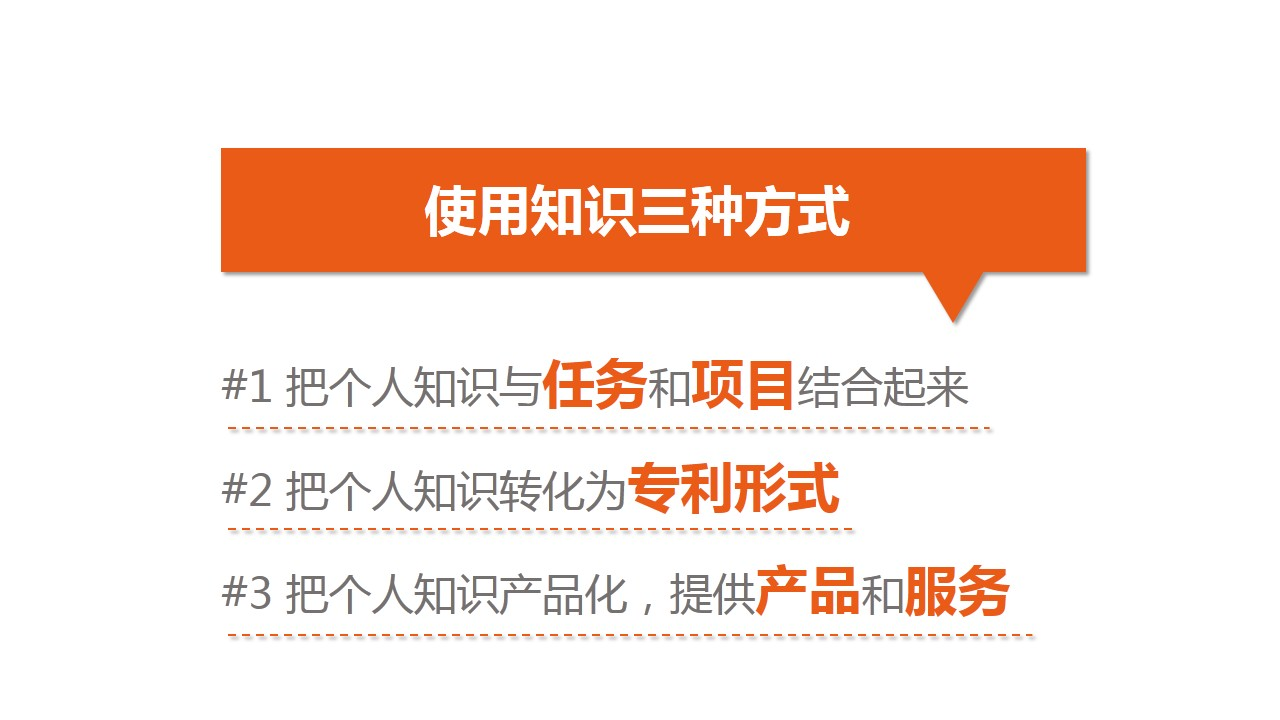 使用知识三种方式
#1 把个人知识与任务和项目结合起来
#2 把个人知识转化为专利形式
#3 把个人知识产品化，提供产品和服务